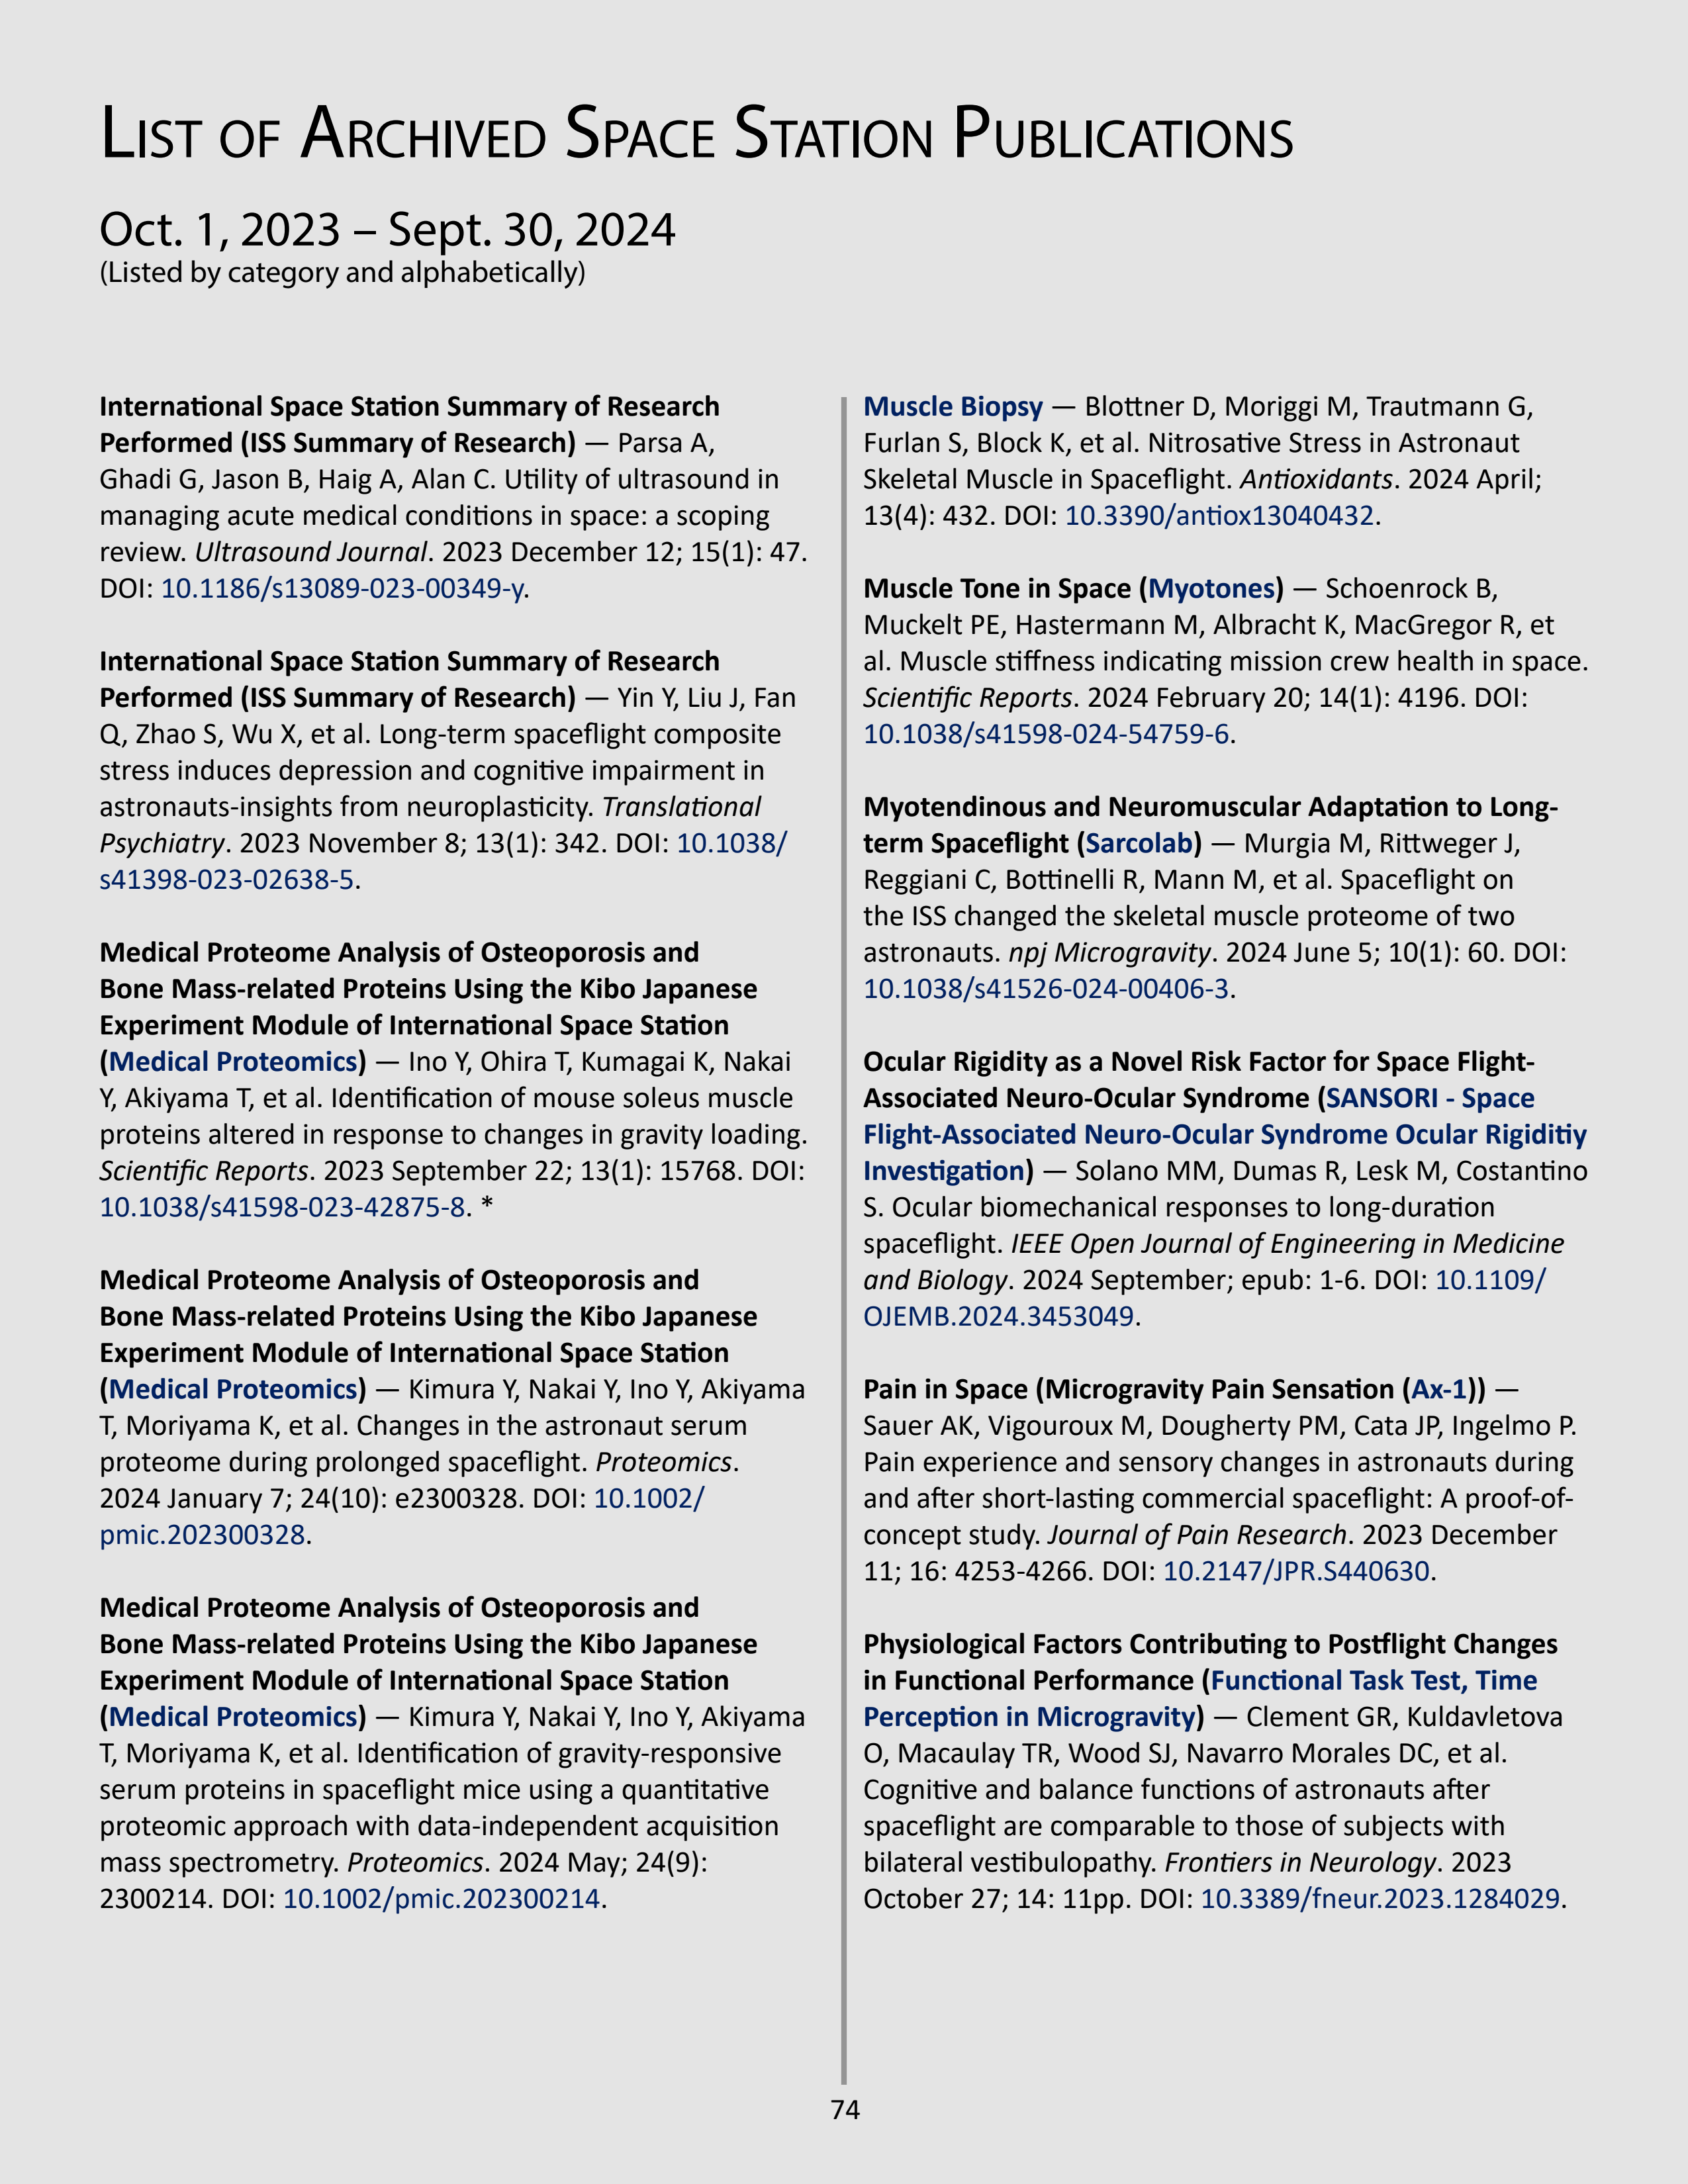 List of Archived Space Station Publications
Oct. 1, 2023 – Sept. 30, 2024
(Listed by category and alphabetically)
International Space Station Summary of Research
Performed (ISS Summary of Research) — Parsa A,
Ghadi G, Jason B, Haig A, Alan C. Utility of ultrasound in
managing acute medical conditions in space: a scoping
review. Ultrasound Journal. 2023 December 12; 15(1): 47.
DOI: 10.1186/s13089-023-00349-y.
International Space Station Summary of Research
Performed (ISS Summary of Research) — Yin Y, Liu J, Fan
Q, Zhao S, Wu X, et al. Long-term spaceflight composite
stress induces depression and cognitive impairment in
astronauts-insights from neuroplasticity. Translational
Psychiatry. 2023 November 8; 13(1): 342. DOI: 10.1038/
s41398-023-02638-5.
Medical Proteome Analysis of Osteoporosis and
Bone Mass-related Proteins Using the Kibo Japanese
Experiment Module of International Space Station
(Medical Proteomics) — Ino Y, Ohira T, Kumagai K, Nakai
Y, Akiyama T, et al. Identification of mouse soleus muscle
proteins altered in response to changes in gravity loading.
Scientific Reports. 2023 September 22; 13(1): 15768. DOI:
10.1038/s41598-023-42875-8. *
Medical Proteome Analysis of Osteoporosis and
Bone Mass-related Proteins Using the Kibo Japanese
Experiment Module of International Space Station
(Medical Proteomics) — Kimura Y, Nakai Y, Ino Y, Akiyama
T, Moriyama K, et al. Changes in the astronaut serum
proteome during prolonged spaceflight. Proteomics.
2024 January 7; 24(10): e2300328. DOI: 10.1002/
pmic.202300328.
Medical Proteome Analysis of Osteoporosis and
Bone Mass-related Proteins Using the Kibo Japanese
Experiment Module of International Space Station
(Medical Proteomics) — Kimura Y, Nakai Y, Ino Y, Akiyama
T, Moriyama K, et al. Identification of gravity-responsive
serum proteins in spaceflight mice using a quantitative
proteomic approach with data-independent acquisition
mass spectrometry. Proteomics. 2024 May; 24(9):
2300214. DOI: 10.1002/pmic.202300214.
Muscle Biopsy — Blottner D, Moriggi M, Trautmann G,
Furlan S, Block K, et al. Nitrosative Stress in Astronaut
Skeletal Muscle in Spaceflight. Antioxidants. 2024 April;
13(4): 432. DOI: 10.3390/antiox13040432.
Muscle Tone in Space (Myotones) — Schoenrock B,
Muckelt PE, Hastermann M, Albracht K, MacGregor R, et
al. Muscle stiffness indicating mission crew health in space.
Scientific Reports. 2024 February 20; 14(1): 4196. DOI:
10.1038/s41598-024-54759-6.
Myotendinous and Neuromuscular Adaptation to Long-
term Spaceflight (Sarcolab) — Murgia M, Rittweger J,
Reggiani C, Bottinelli R, Mann M, et al. Spaceflight on
the ISS changed the skeletal muscle proteome of two
astronauts. npj Microgravity. 2024 June 5; 10(1): 60. DOI:
10.1038/s41526-024-00406-3.
Ocular Rigidity as a Novel Risk Factor for Space Flight-
Associated Neuro-Ocular Syndrome (SANSORI - Space
Flight-Associated Neuro-Ocular Syndrome Ocular Rigiditiy
Investigation) — Solano MM, Dumas R, Lesk M, Costantino
S. Ocular biomechanical responses to long-duration
spaceflight. IEEE Open Journal of Engineering in Medicine
and Biology. 2024 September; epub: 1-6. DOI: 10.1109/
OJEMB.2024.3453049.
Pain in Space (Microgravity Pain Sensation (Ax-1)) —
Sauer AK, Vigouroux M, Dougherty PM, Cata JP, Ingelmo P.
Pain experience and sensory changes in astronauts during
and after short-lasting commercial spaceflight: A proof-of-
concept study. Journal of Pain Research. 2023 December
11; 16: 4253-4266. DOI: 10.2147/JPR.S440630.
Physiological Factors Contributing to Postflight Changes
in Functional Performance (Functional Task Test, Time
Perception in Microgravity) — Clement GR, Kuldavletova
O, Macaulay TR, Wood SJ, Navarro Morales DC, et al.
Cognitive and balance functions of astronauts after
spaceflight are comparable to those of subjects with
bilateral vestibulopathy. Frontiers in Neurology. 2023
October 27; 14: 11pp. DOI: 10.3389/fneur.2023.1284029.
74